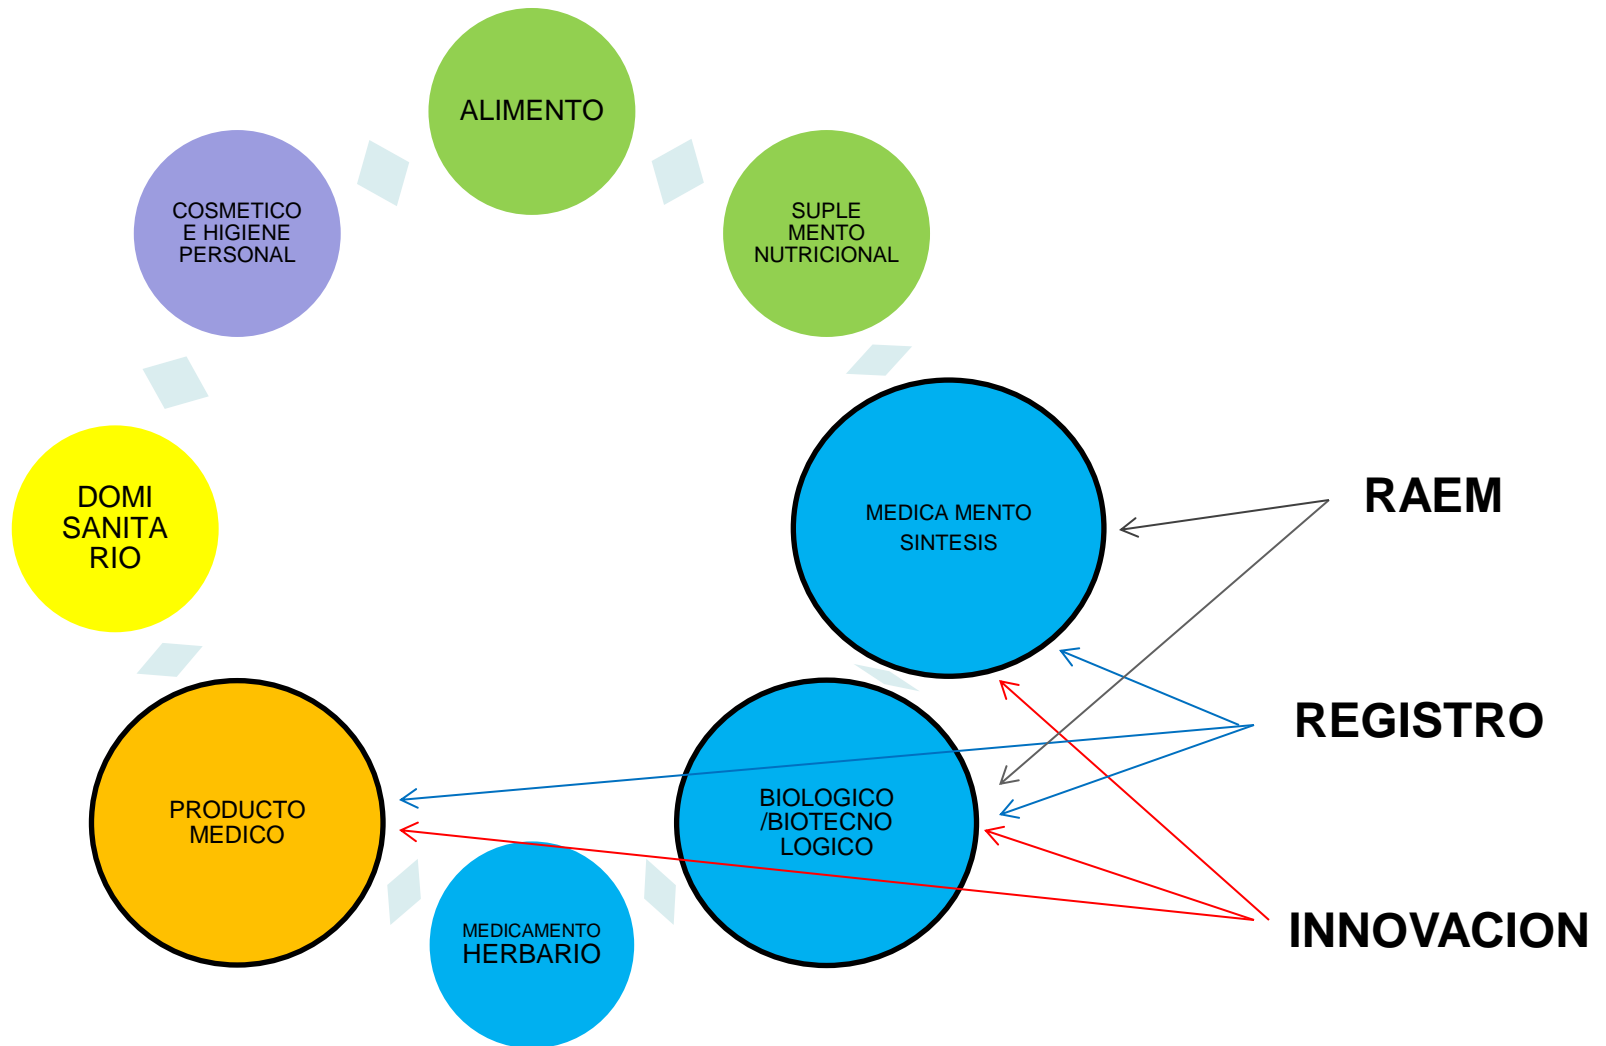 ALIMENTO
COSMETICO
E HIGIENE
PERSONAL
SUPLE
MENTO
NUTRICIONAL
DOMI
SANITA
RIO
MEDICA MENTO
SINTESIS
RAEM
REGISTRO
PRODUCTO
MEDICO
BIOLOGICO
/BIOTECNO
LOGICO
MEDICAMENTO
HERBARIO
INNOVACION